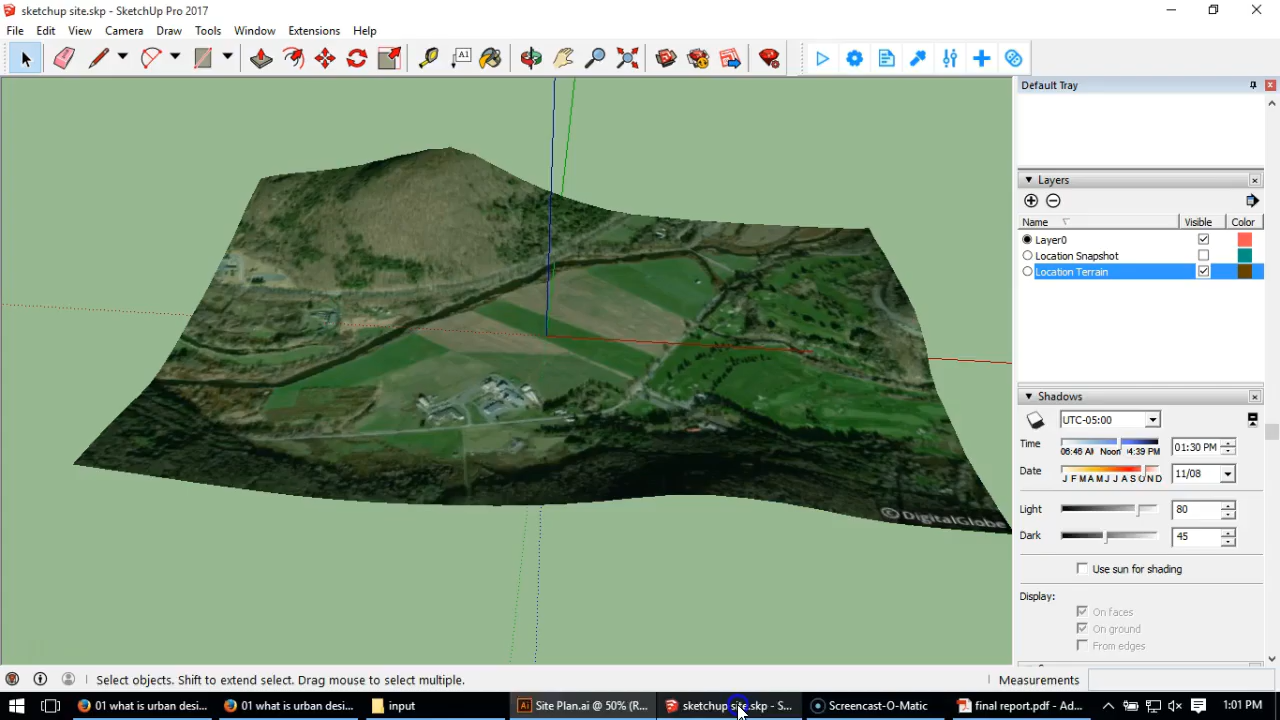 sketchup site.skp - SketchUp Pro 2017
File Edit View Camera Draw Tools Window Extensions Help
A1
Default Tray
Layers
Name Visible Color
Layer0
Location Snapshot
Location Terrain
Shadows
UTC-05:00
Time 06:46 AM Noon 04:39 PM 01:30 PM
Date J F M A M J J A S O N D 11/08
Light 80
Dark 45
Use sun for shading
Display:
On faces
On ground
From edges
© DigitalGlobe
Select objects. Shift to extend select. Drag mouse to select multiple.
Measurements
01 what is urban desi...
01 what is urban desi...
input
Site Plan.ai @ 50% (R...
sketchup site.skp - S...
Screencast-O-Matic
final report.pdf - Ad...
1:01 PM